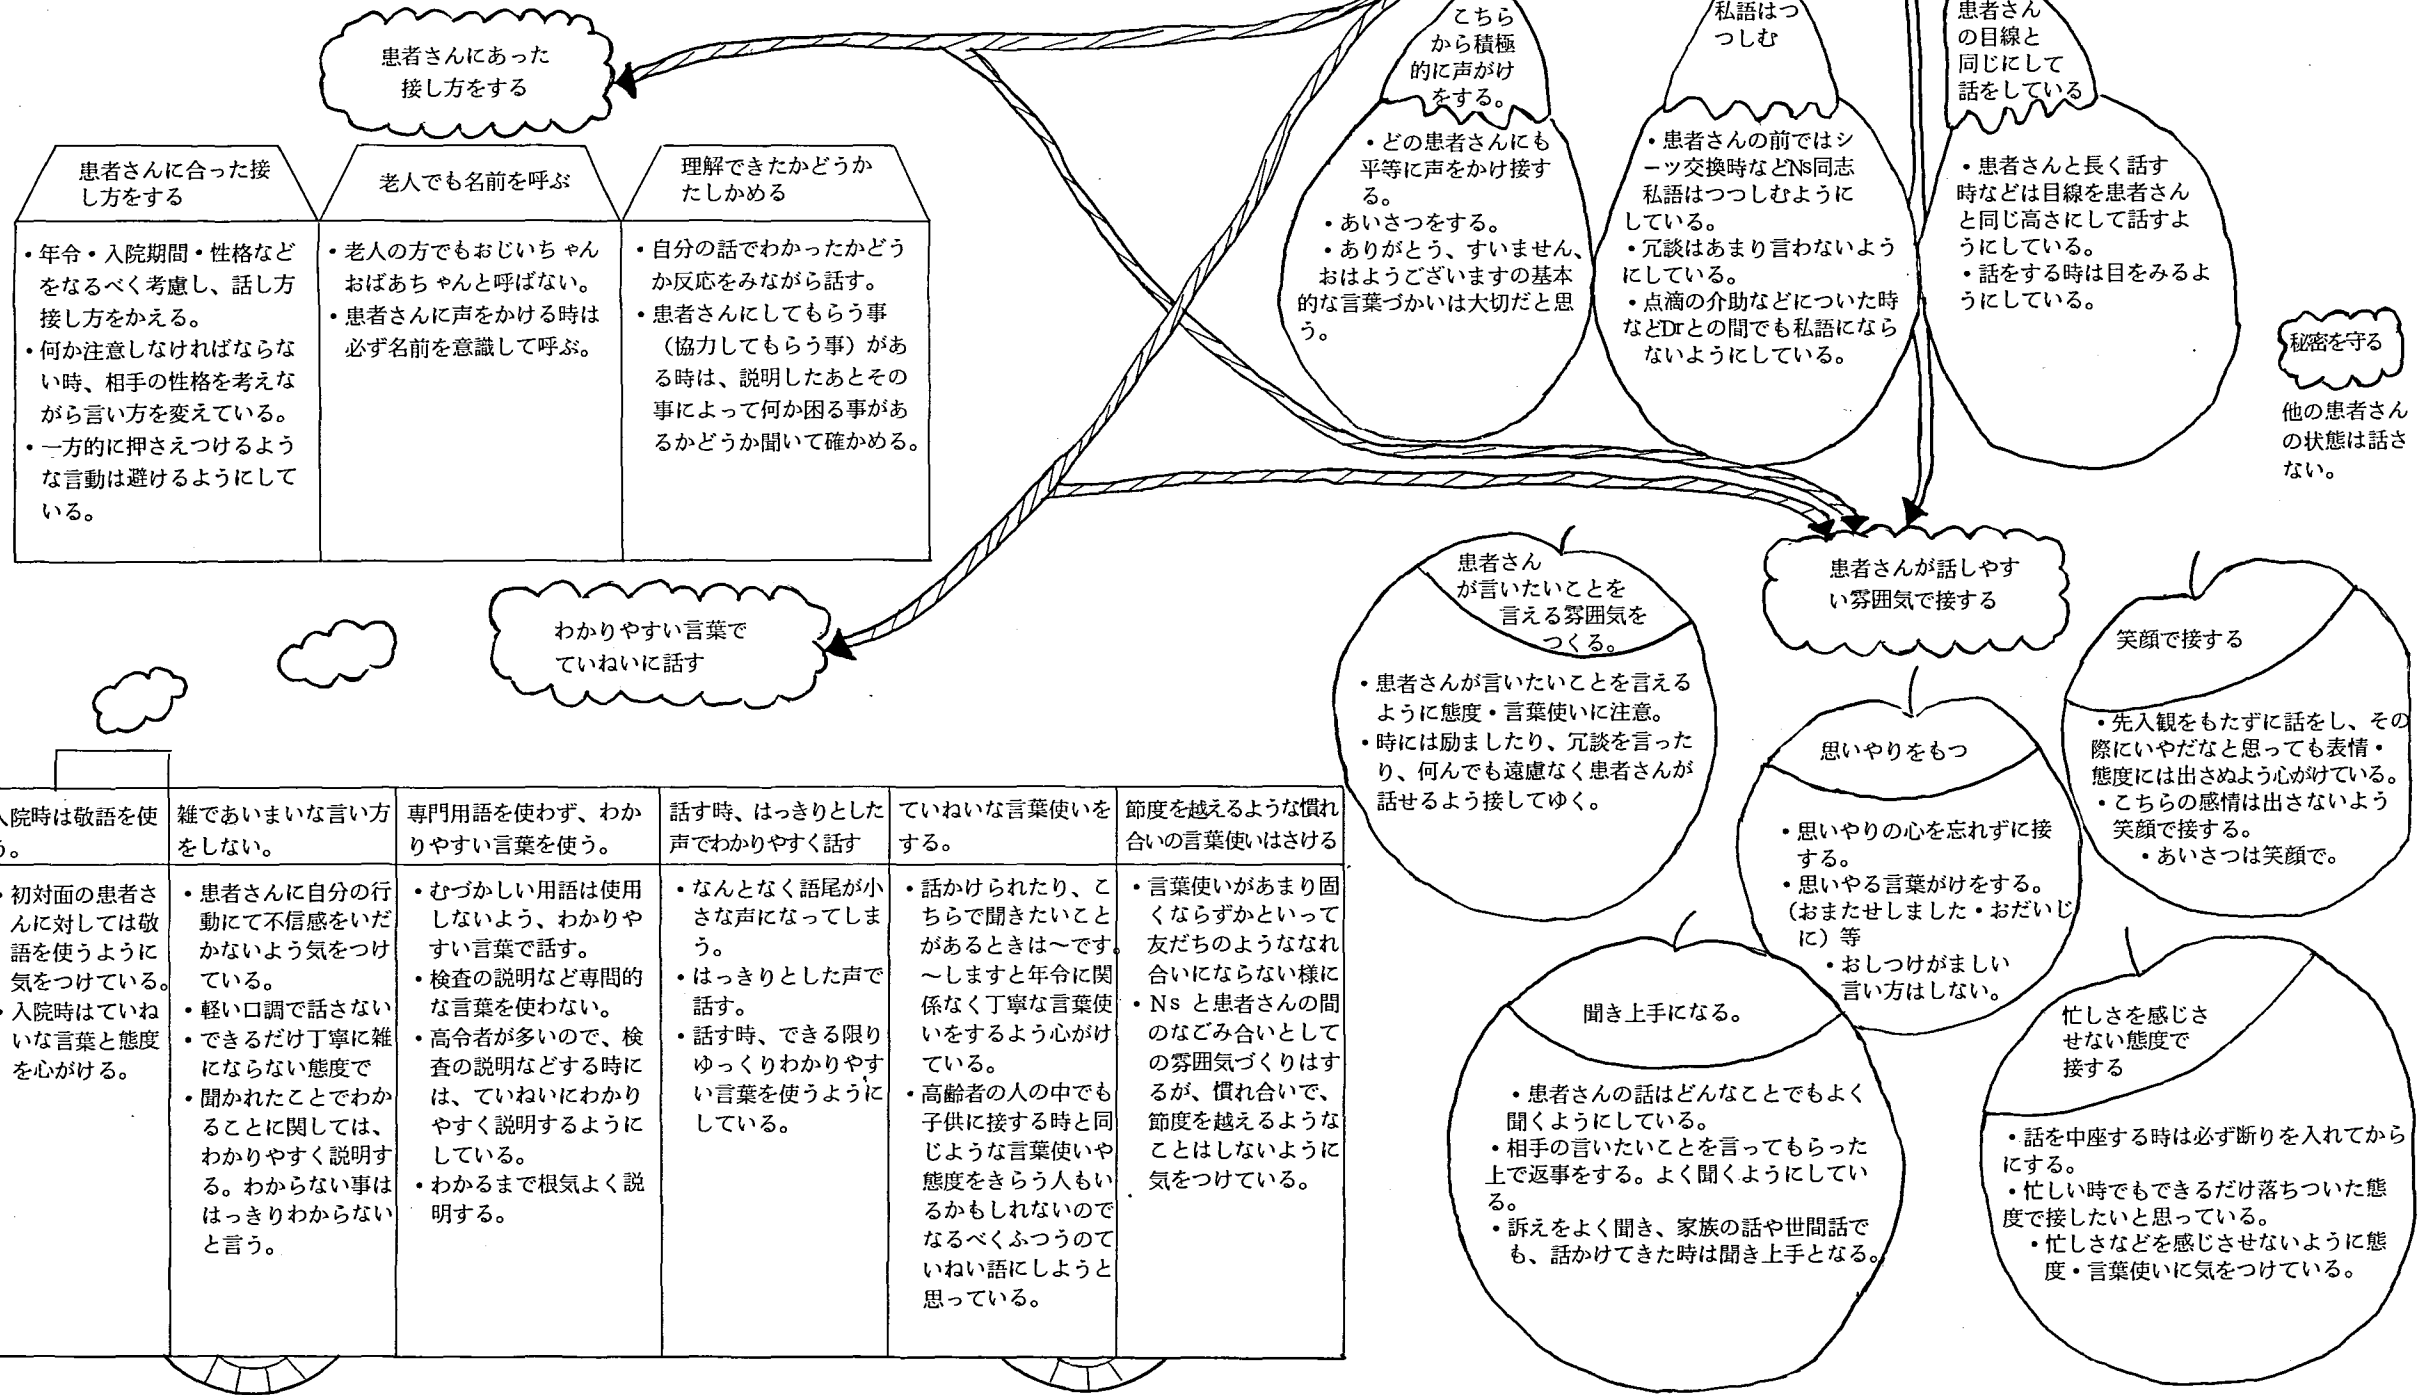 患者さんにあった
接し方をする
患者さんに合った接
し方をする
・年令・入院期間・性格など
をなるべく考慮し、話し方
接し方をかえる。
・何か注意しなければならな
い時、相手の性格を考えな
がら言い方を変えている。
・一方的に押さえつけるよう
な言動は避けるようにして
いる。
老人でも名前を呼ぶ
・老人の方でもおじいちゃん
おばあちゃんと呼ばない。
・患者さんに声をかける時は
必ず名前を意識して呼ぶ。
理解できたかどうか
たしかめる
・自分の話でわかったかどう
か反応をみながら話す。
・患者さんにしてもらう事
（協力してもらう事）があ
る時は、説明したあとその
事によって何か困る事があ
るかどうか聞いて確かめる。
こちら
から積極
的に声がけ
をする。
・どの患者さんにも
平等に声をかけ接す
る。
・あいさつをする。
・ありがとう、すいません、
おはようございますの基本
的な言葉づかいは大切だと思
う。
私語はつ
つしむ
・患者さんの前ではシ
ーツ交換時などNs同志
私語はつつしむように
している。
・冗談はあまり言わないよう
にしている。
・点滴の介助などについた時
などDrとの間でも私語になら
ないようにしている。
患者さん
の目線と
同じにして
話をしている
・患者さんと長く話す
時などは目線を患者さん
と同じ高さにして話すよ
うにしている。
・話をする時は目をみるよ
うにしている。
秘密を守る
他の患者さん
の状態は話さ
ない。
わかりやすい言葉で
ていねいに話す
入院時は敬語を使
う。
・初対面の患者さ
んに対しては敬
語を使うように
気をつけている。
・入院時はていね
いな言葉と態度
を心がける。
雑であいまいな言い方
をしない。
・患者さんに自分の行
動にて不信感をいだ
かないよう気をつけ
ている。
・軽い口調で話さない
・できるだけ丁寧に雑
にならない態度で
・聞かれたことでわか
ることに関しては、
わかりやすく説明す
る。わからない事は
はっきりわからない
と言う。
専門用語を使わず、わか
りやすい言葉を使う。
・むづかしい用語は使用
しないよう、わかりや
すい言葉で話す。
・検査の説明など専問的
な言葉を使わない。
・高令者が多いので、検
査の説明などする時に
は、ていねいにわかり
やすく説明するように
している。
・わかるまで根気よく説
明する。
話す時、はっきりとした
声でわかりやすく話す
・なんとなく語尾が小
さな声になってしま
う。
・はっきりとした声で
話す。
・話す時、できる限り
ゆっくりわかりやす
い言葉を使うように
している。
ていねいな言葉使いを
する。
・話かけられたり、こ
ちらで聞きたいこと
があるときは～です。
～しますと年令に関
係なく丁寧な言葉使
いをするよう心がけ
ている。
・高齢者の人の中でも
子供に接する時と同
じような言葉使いや
態度をきらう人もい
るかもしれないので
なるべくふつうのて
いねい語にしようと
思っている。
節度を越えるような慣れ
合いの言葉使いはさける
・言葉使いがあまり固
くならずかといって
友だちのようななれ
合いにならない様に
・Nsと患者さんの間
のなごみ合いとして
の雰囲気づくりはす
るが、慣れ合いで、
節度を越えるような
ことはしないように
気をつけている。
患者さんが話しやす
い雰囲気で接する
患者さん
が言いたいことを
言える雰囲気を
つくる。
・患者さんが言いたいことを言える
ように態度・言葉使いに注意。
・時には励ましたり、冗談を言った
り、何んでも遠慮なく患者さんが
話せるよう接してゆく。
思いやりをもつ
・思いやりの心を忘れずに接
する。
・思いやる言葉がけをする。
（おまたせしました・おだいじ
に）等
・おしつけがましい
言い方はしない。
笑顔で接する
・先入観をもたずに話をし、その
際にいやだなと思っても表情・
態度には出さぬよう心がけている。
・こちらの感情は出さないよう
笑顔で接する。
・あいさつは笑顔で。
聞き上手になる。
・患者さんの話はどんなことでもよく
聞くようにしている。
・相手の言いたいことを言ってもらった
上で返事をする。よく聞くようにしてい
る。
・訴えをよく聞き、家族の話や世間話で
も、話かけてきた時は聞き上手となる。
忙しさを感じさ
せない態度で
接する
・話を中座する時は必ず断りを入れてから
にする。
・忙しい時でもできるだけ落ちついた態
度で接したいと思っている。
・忙しさなどを感じさせないように態
度・言葉使いに気をつけている。